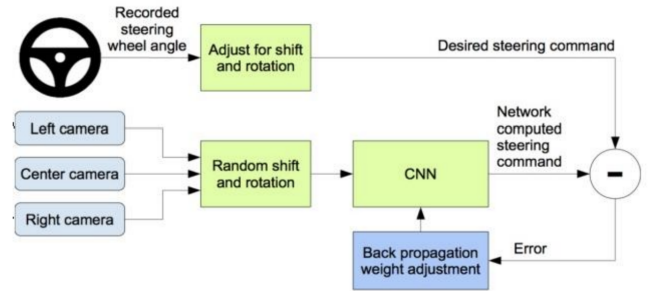 Recorded
steering
wheel angle
Adjust for shift
and rotation
Desired steering command
Left camera
Center camera
Right camera
Random shift
and rotation
CNN
Network
computed
steering
command
-
Back propagation
weight adjustment
Error